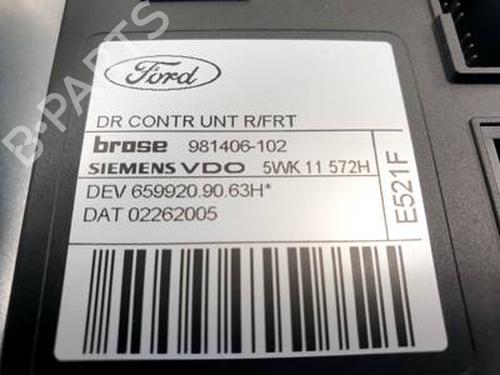 Ford
DR CONTR UNT R/FRT
brose 981406-102
SIEMENS VDO 5WK 11 572H
DEV 659920.90.63H*
DAT 02262005
E521F
B-PARTS